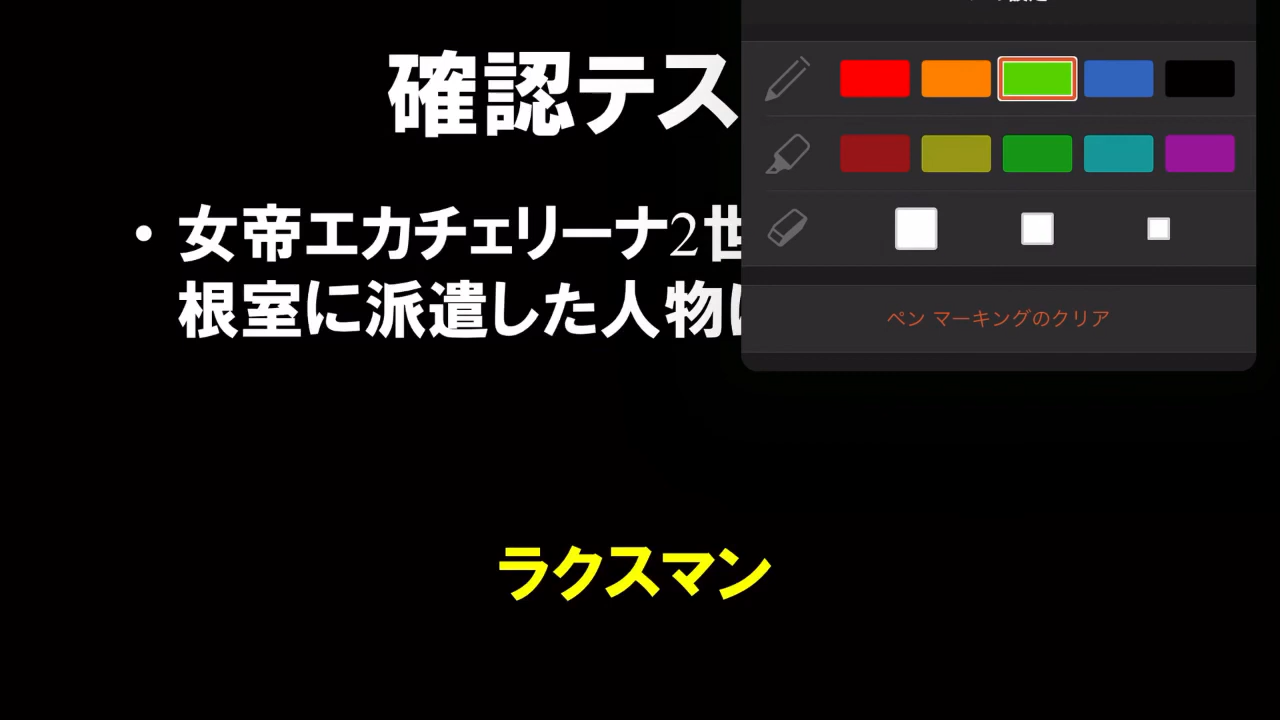 確認テス
• 女帝エカチェリーナ2世
根室に派遣した人物は
ペン マーキングのクリア
ラクスマン